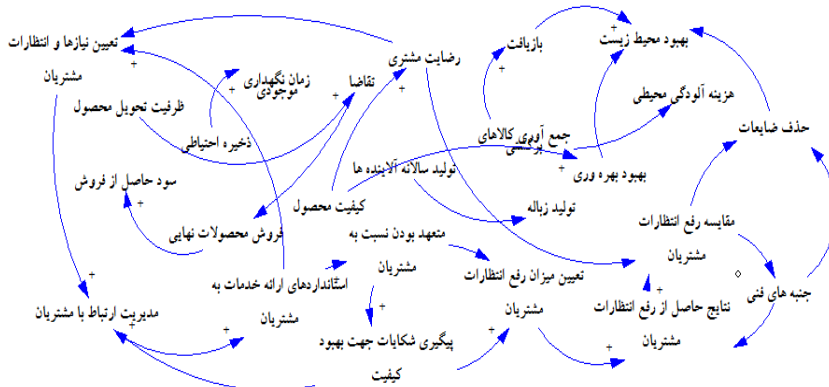 تعیین نیازها و انتظارات
مشتریان
رضایت مشتری
بازیافت
بهبود محیط زیست
زمان نگهداری
موجودی
تقاضا
هزینه آلودگی محیطی
ظرفیت تحویل محصول
ذخیره احتیاطی
جمع آوری کالاهای
حذف ضایعات
تولید سالانه آلاینده ها
بهبود بهره وری
سود حاصل از فروش
کیفیت محصول
تولید زباله
فروش محصولات نهایی
متعهد بودن نسبت به
مشتریان
مقایسه رفع انتظارات
مشتریان
استانداردهای ارائه خدمات به
مشتریان
تعیین میزان رفع انتظارات
مشتریان
جنبه های فنی
نتایج حاصل از رفع انتظارات
مشتریان
مدیریت ارتباط با مشتریان
پیگیری شکایات جهت بهبود
کیفیت